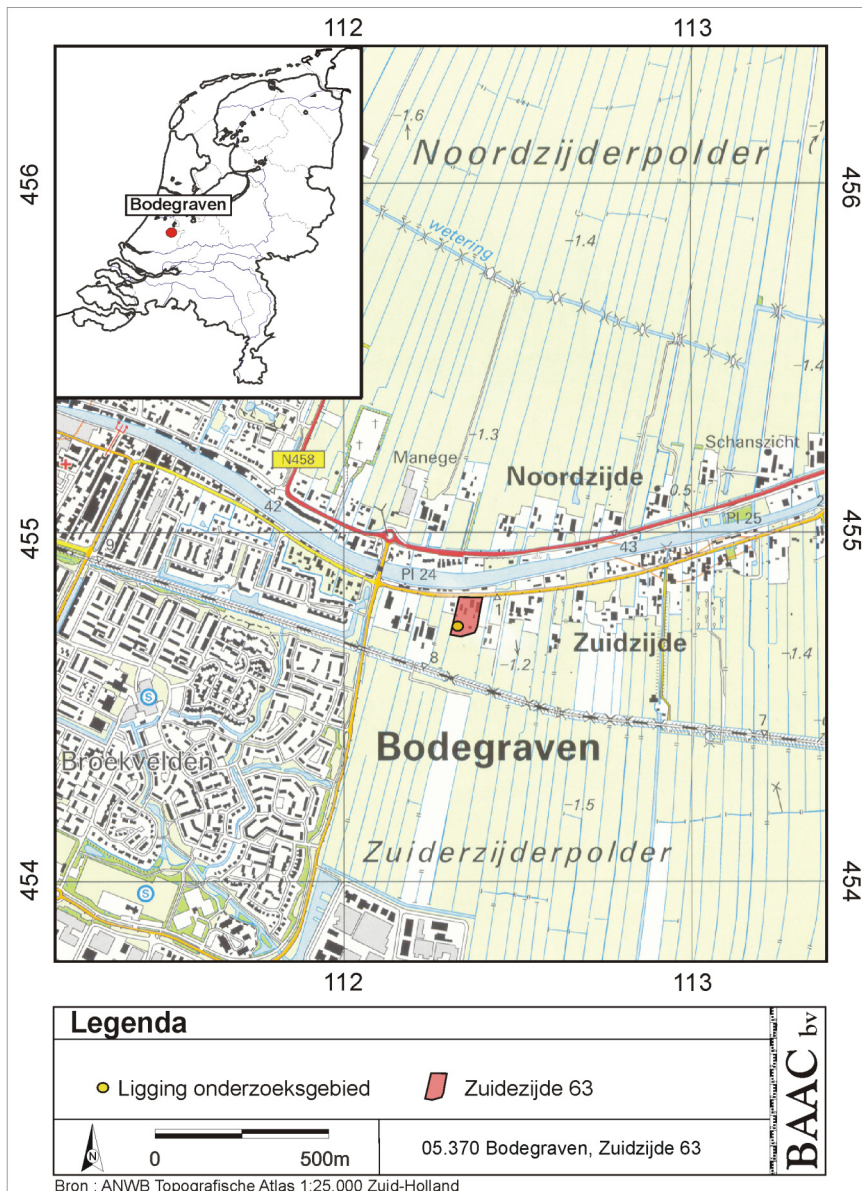 112 113
456 456
Bodegraven
-1.6
Noordzijderpolder
wetering
-1.4
-1.4
-1.3
N458
Manege
Noordzijde
Schanszicht
0.5
42
43
Pl 25
455 455
9
Pl 24
1
Zuidzijde
-1.2
-1.4
8
7
S
Bodegraven
Broekvelden
-1.5
Zuiderzijderpolder
S
454 454
112 113
Legenda
Ligging onderzoeksgebied
Zuidezijde 63
N
0 500m
05.370 Bodegraven, Zuidzijde 63
BAAC bv
Bron : ANWB Topografische Atlas 1:25.000 Zuid-Holland